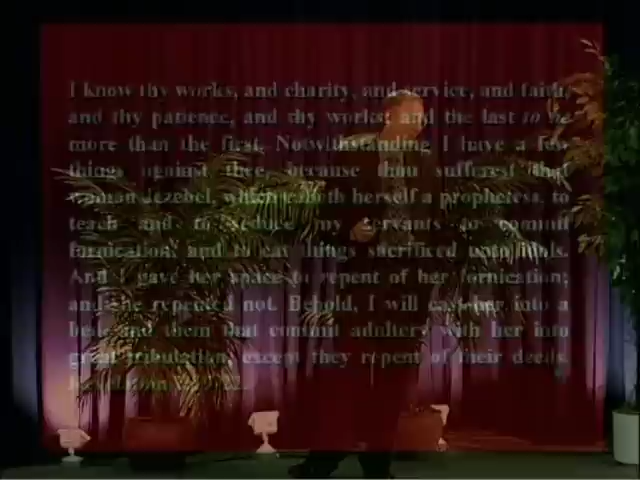 I know thy works, and charity, and service, and faith,
and thy patience, and thy works; and the last to be
more than the first. Notwithstanding I have a few
things against thee, because thou sufferest that
woman Jezebel, which calleth herself a prophetess, to
teach and to seduce my servants to commit
fornication, and to eat things sacrificed unto idols.
And I gave her space to repent of her fornication;
and she repented not. Behold, I will cast her into a
bed, and them that commit adultery with her into
great tribulation, except they repent of their deeds.
Revelation